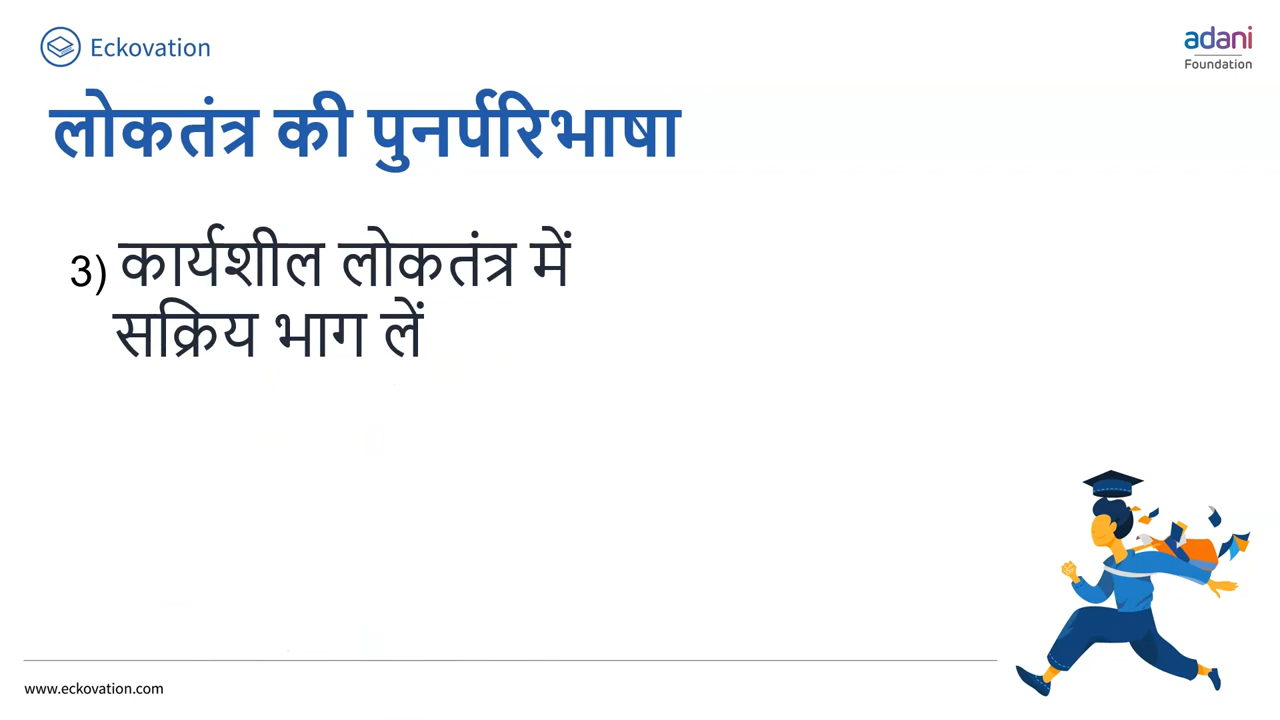 Eckovation
adani
Foundation
लोकतंत्र की पुनर्परिभाषा
3) कार्यशील लोकतंत्र में
सक्रिय भाग लें
www.eckovation.com